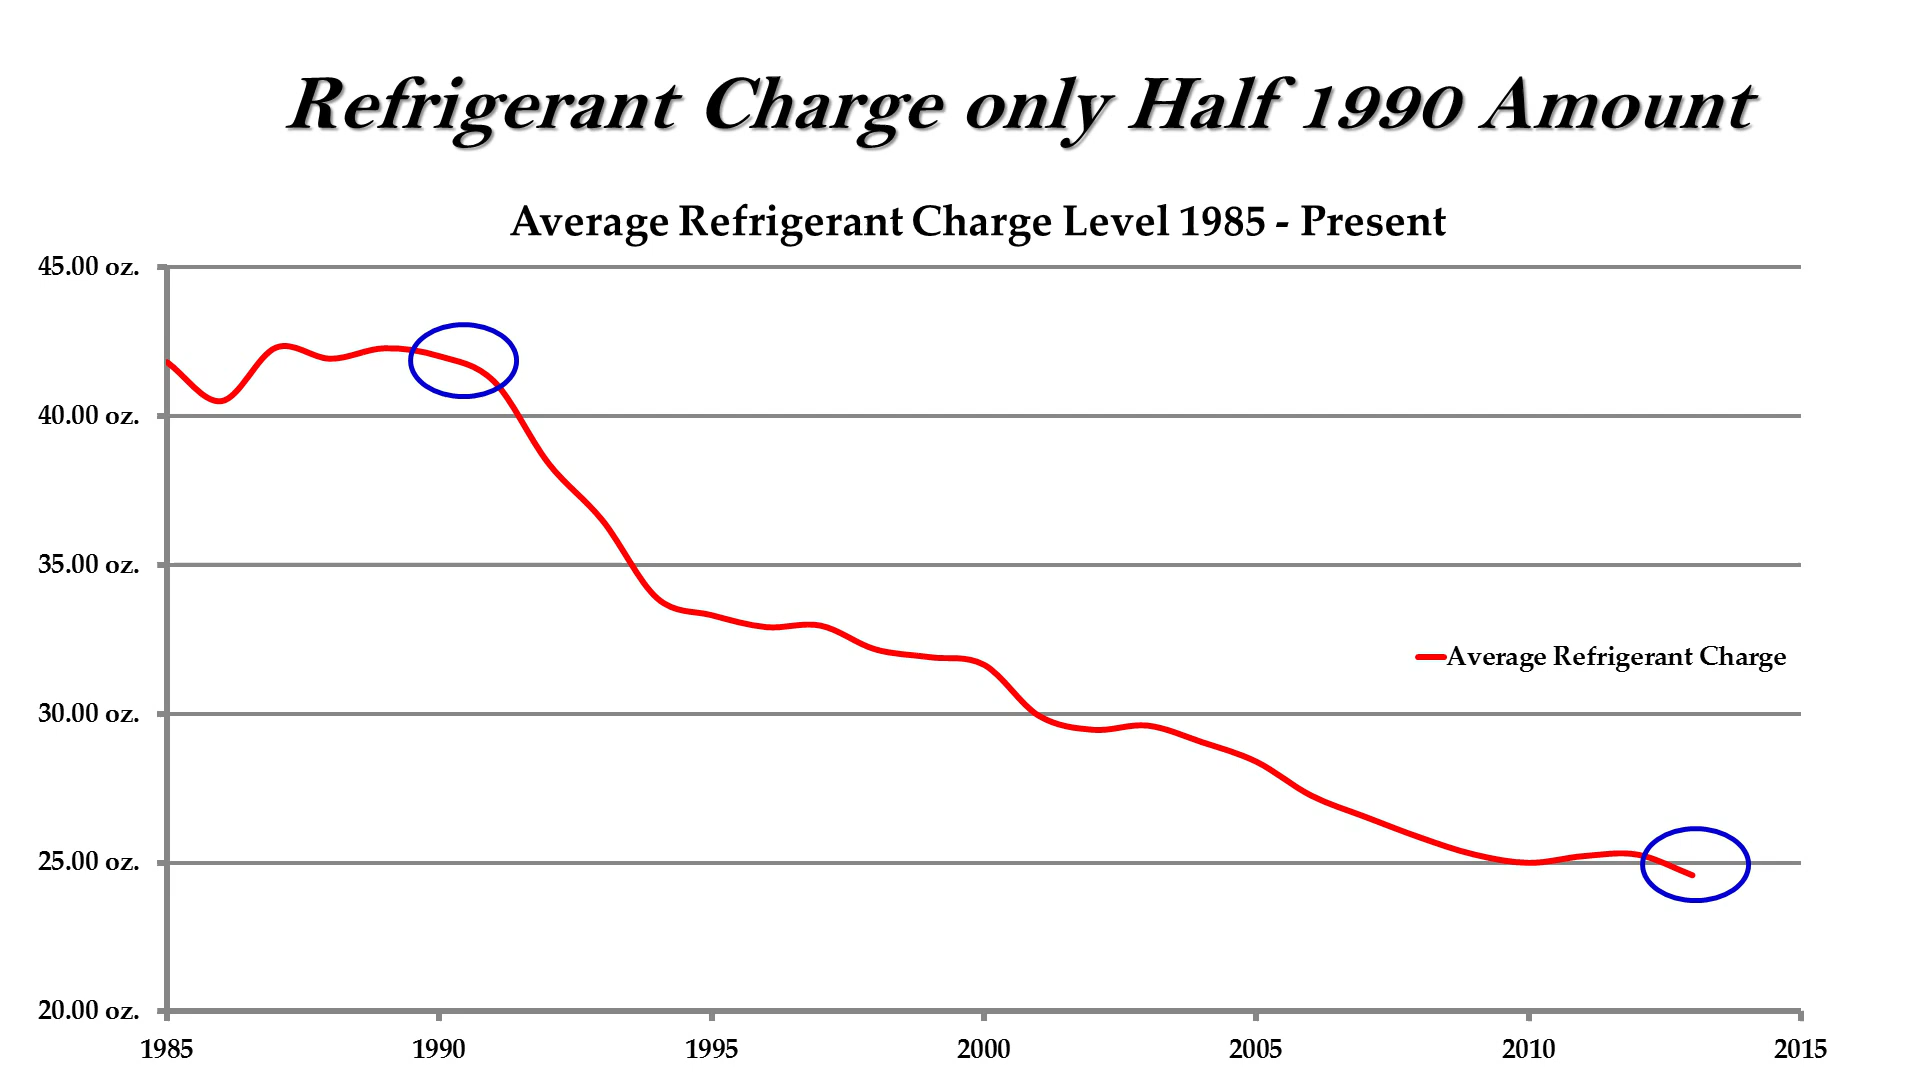 Refrigerant Charge only Half 1990 Amount
Average Refrigerant Charge Level 1985 - Present
45.00 oz.
40.00 oz.
35.00 oz.
Average Refrigerant Charge
30.00 oz.
25.00 oz.
20.00 oz.
1985 1990 1995 2000 2005 2010 2015